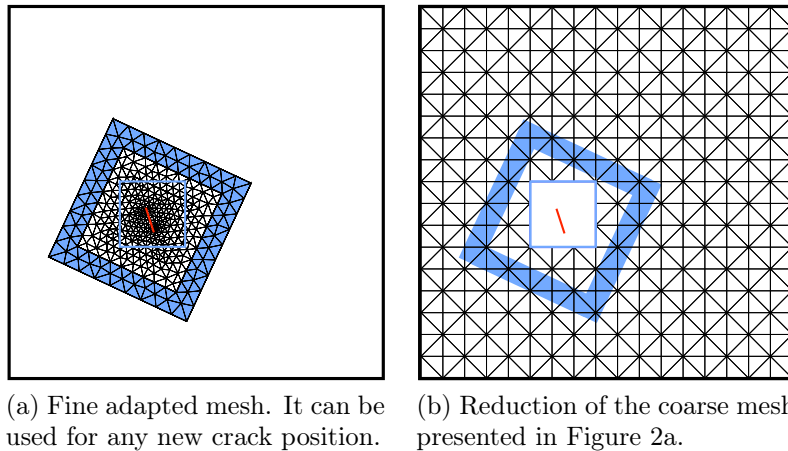 (a) Fine adapted mesh. It can be
used for any new crack position.
(b) Reduction of the coarse mesh
presented in Figure 2a.